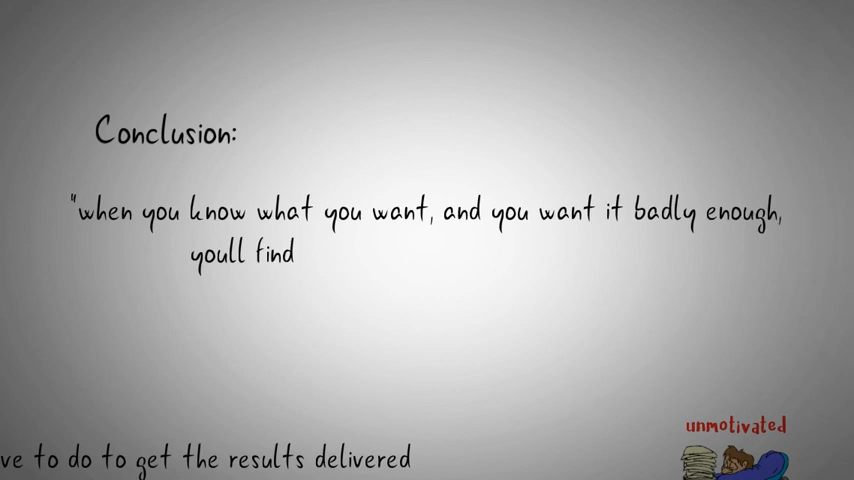 Conclusion:
"when you know what you want, and you want it badly enough,
youll find
unmotivated
ve to do to get the results delivered